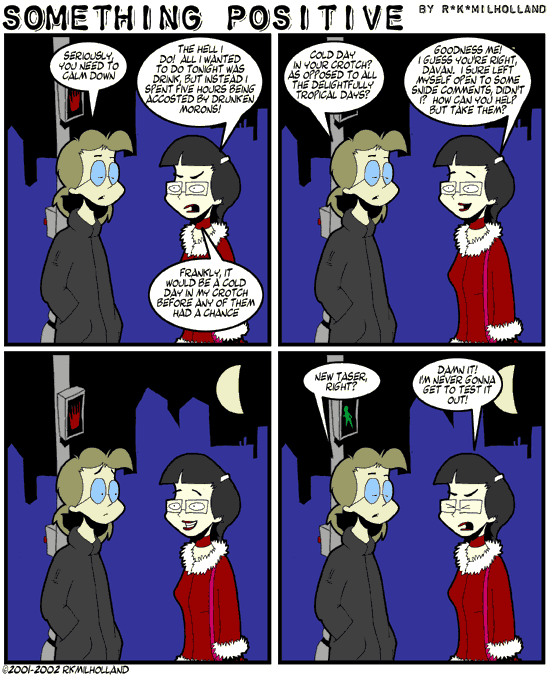 SOMETHING POSITIVE BY R*K*MILHOLLAND
SERIOUSLY,
YOU NEED TO
CALM DOWN
THE HELL I
DO! ALL I WANTED
TO DO TONIGHT WAS
DRINK, BUT INSTEAD I
SPENT FIVE HOURS BEING
ACCOSTED BY DRUNKEN
MORONS!
FRANKLY, IT
WOULD BE A COLD
DAY IN MY CROTCH
BEFORE ANY OF THEM
HAD A CHANCE
COLD DAY
IN YOUR CROTCH?
AS OPPOSED TO ALL
THE DELIGHTFULLY
TROPICAL DAYS?
GOODNESS ME!
I GUESS YOU'RE RIGHT,
DAVAN. I SURE LEFT
MYSELF OPEN TO SOME
SNIDE COMMENTS, DIDN'T
I? HOW CAN YOU HELP
BUT TAKE THEM?
NEW TASER,
RIGHT?
DAMN IT!
I'M NEVER GONNA
GET TO TEST IT
OUT!
©2001-2002 RKMILHOLLAND